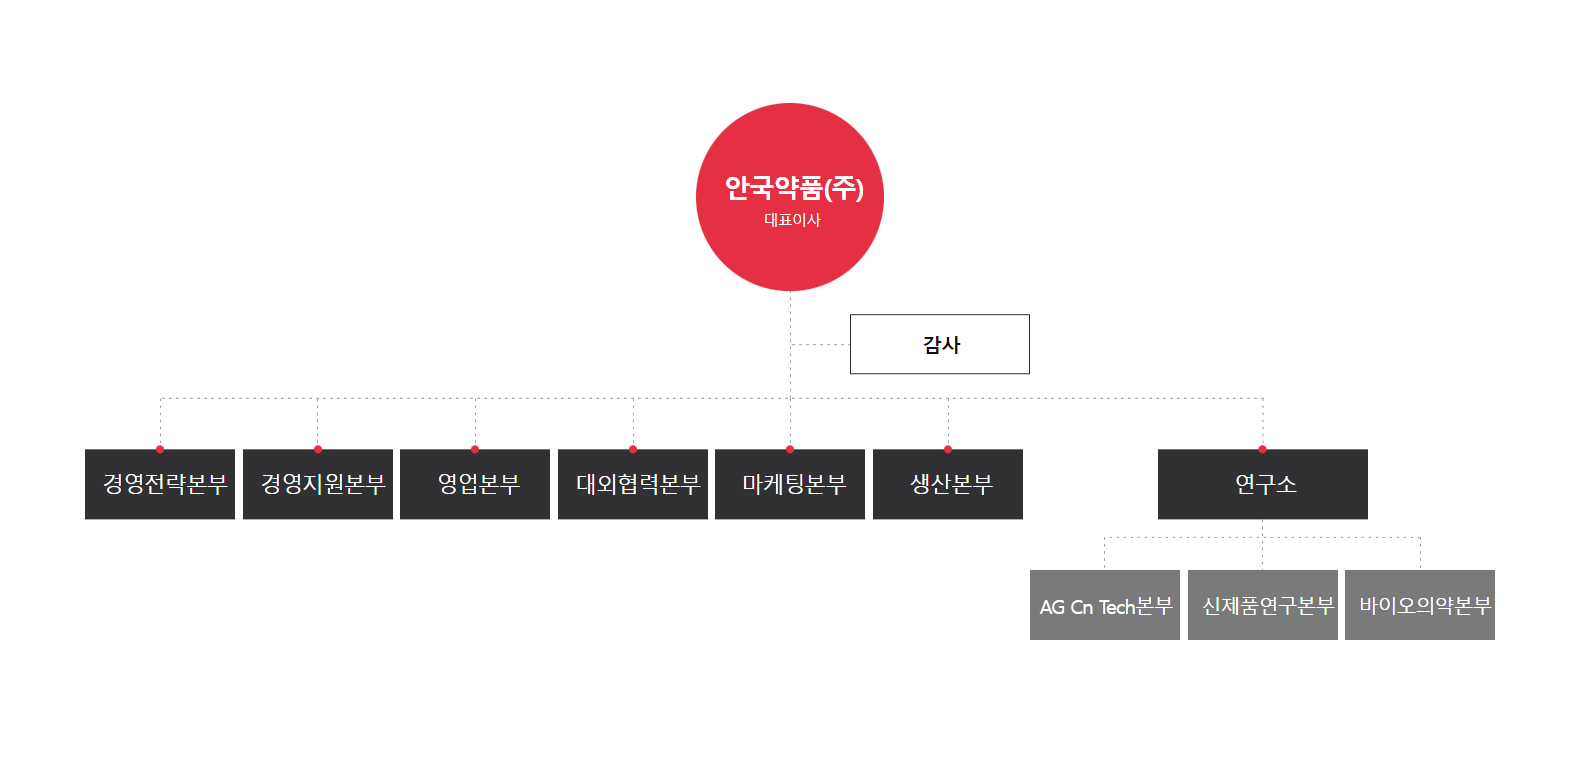 안국약품(주)
대표이사
감사
경영전략본부
경영지원본부
영업본부
대외협력본부
마케팅본부
생산본부
연구소
AG Cn Tech본부
신제품연구본부
바이오의약본부